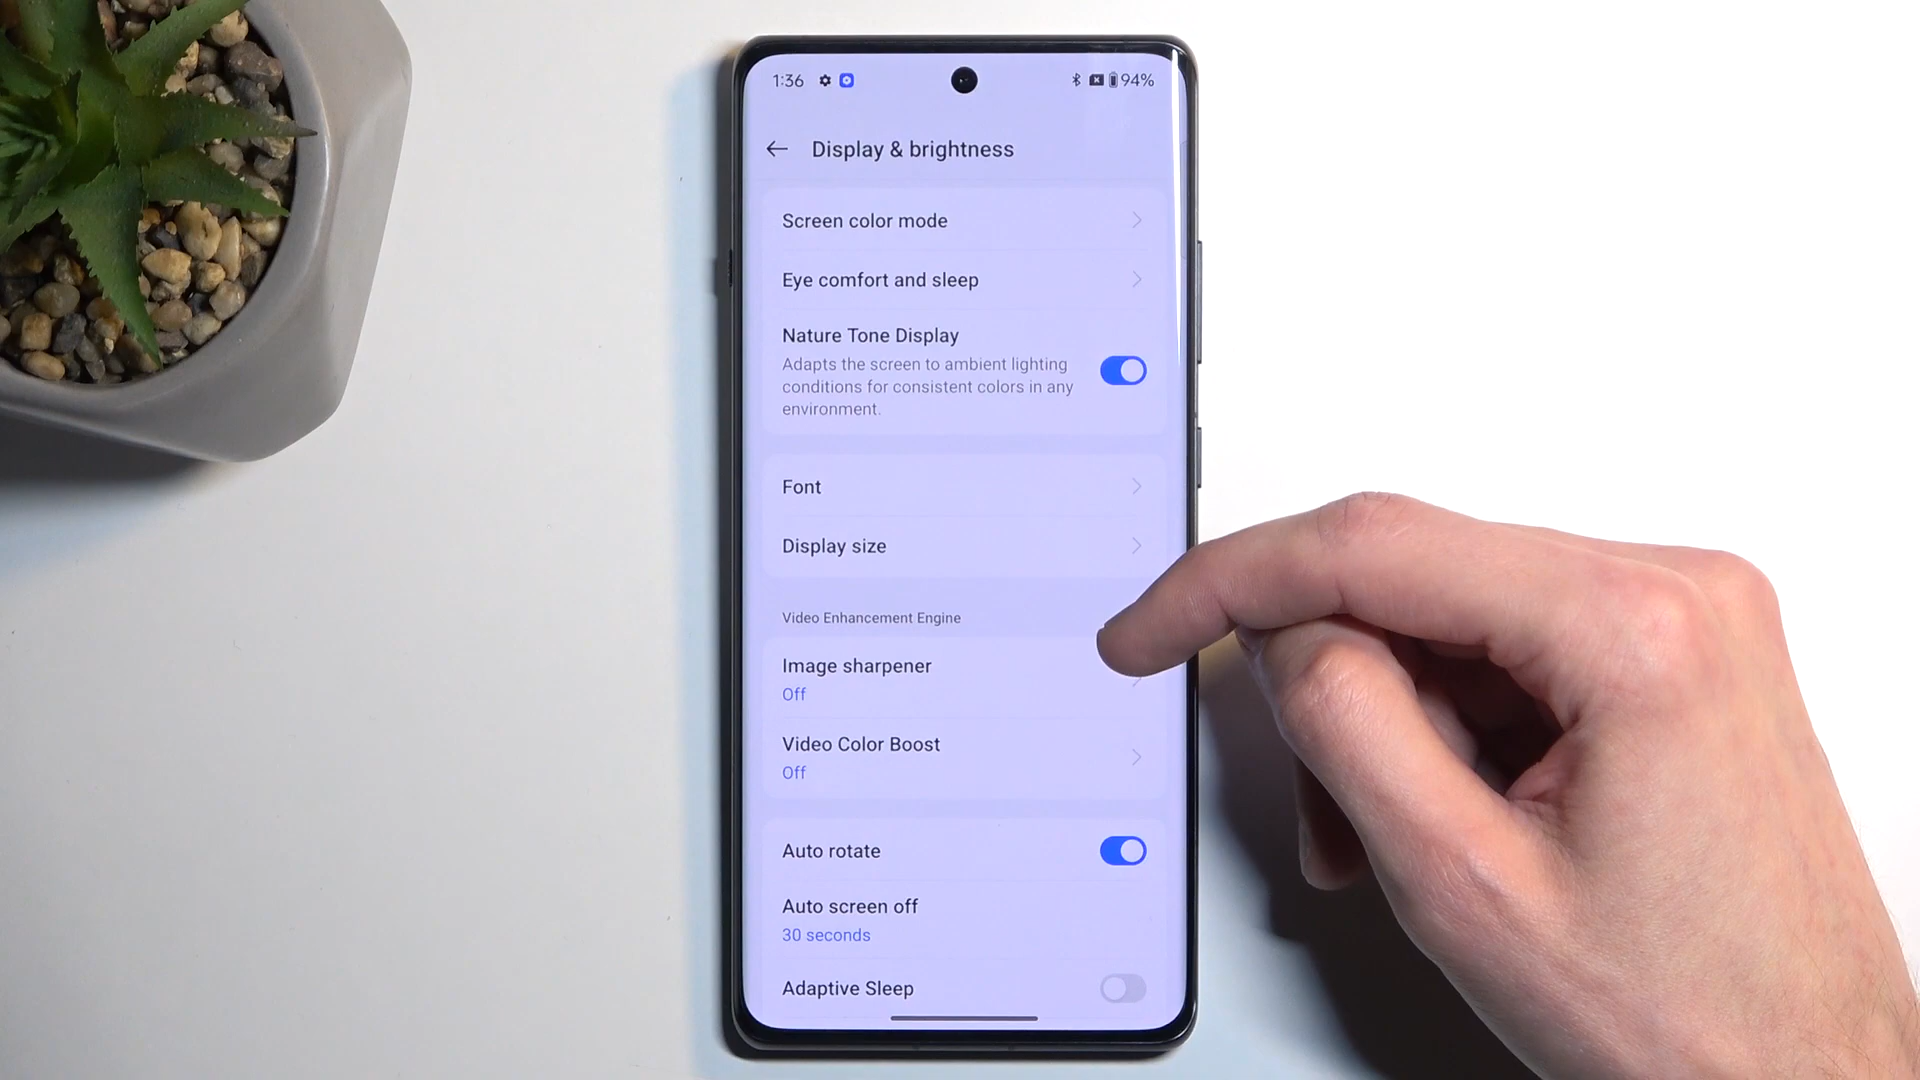 1:36
94%
Display & brightness
Screen color mode
Eye comfort and sleep
Nature Tone Display
Adapts the screen to ambient lighting
conditions for consistent colors in any
environment.
Font
Display size
Video Enhancement Engine
Image sharpener
Off
Video Color Boost
Off
Auto rotate
Auto screen off
30 seconds
Adaptive Sleep